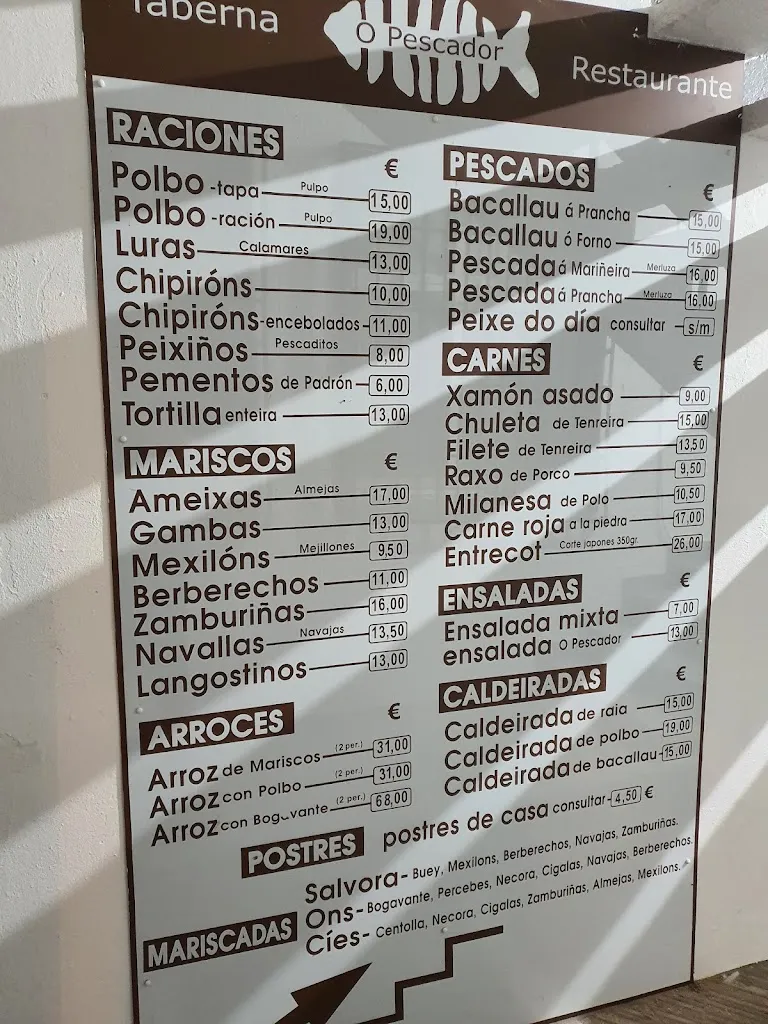 Taberna
O Pescador
Restaurante
RACIONES €
Polbo -tapa Pulpo 15,00
Polbo -ración Pulpo 19,00
Luras Calamares 13,00
Chipiróns 10,00
Chipiróns-encebolados 11,00
Peixiños Pescaditos 8,00
Pementos de Padrón 6,00
Tortilla enteira 13,00
MARISCOS €
Ameixas Almejas 17,00
Gambas 13,00
Mexilóns Mejillones 9,50
Berberechos 11,00
Zamburiñas 16,00
Navallas Navajas 13,50
Langostinos 13,00
ARROCES €
Arroz de Mariscos (2 per.) 31,00
Arroz con Polbo (2 per.) 31,00
Arroz con Bogavante (2 per.) 68,00
PESCADOS €
Bacallau á Prancha 15,00
Bacallau ó Forno 15,00
Pescada á Mariñeira Merluza 16,00
Pescada á Prancha Merluza 16,00
Peixe do día consultar s/m
CARNES €
Xamón asado 9,00
Chuleta de Tenreira 15,00
Filete de Tenreira 13,50
Raxo de Porco 9,50
Milanesa de Polo 10,50
Carne roja a la piedra 17,00
Entrecot Corte japones 350gr. 26,00
ENSALADAS €
Ensalada mixta 7,00
ensalada O Pescador 13,00
CALDEIRADAS €
Caldeirada de raia 15,00
Caldeirada de polbo 19,00
Caldeirada de bacallau 15,00
POSTRES postres de casa consultar 4,50 €
MARISCADAS
Salvora- Buey, Mexilons, Berberechos, Navajas, Zamburiñas.
Ons- Bogavante, Percebes, Necora, Cigalas, Navajas, Berberechos.
Cíes- Centolla, Necora, Cigalas, Zamburiñas, Almejas, Mexilons.